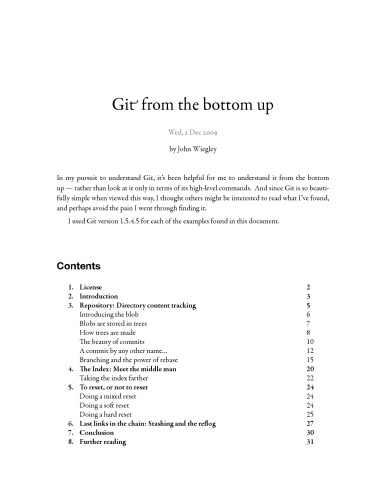 Git from the bottom up
Wed, 2 Dec 2009
by John Wiegley
In my pursuit to understand Git, it's been helpful for me to understand it from the bottom
up — rather than look at it only in terms of its high-level commands. And since Git is so beauti-
fully simple when viewed this way, I thought others might be interested to read what I've found,
and perhaps avoid the pain I went through finding it.
I used Git version 1.5.4.5 for each of the examples found in this document.
Contents
1. License 2
2. Introduction 3
3. Repository: Directory content tracking 5
Introducing the blob 6
Blobs are stored in trees 7
How trees are made 8
The beauty of commits 10
A commit by any other name... 12
Branching and the power of rebase 15
4. The Index: Meet the middle man 20
Taking the index farther 22
5. To reset, or not to reset 24
Doing a mixed reset 24
Doing a soft reset 24
Doing a hard reset 25
6. Last links in the chain: Stashing and the reflog 27
7. Conclusion 30
8. Further reading 31